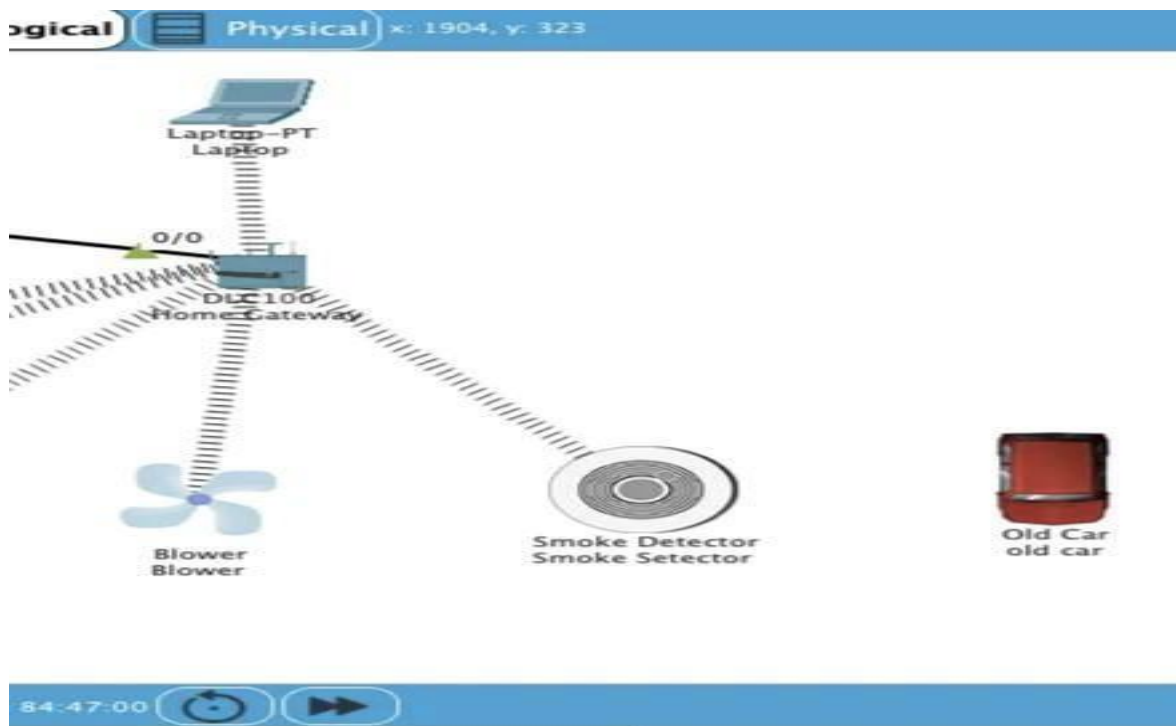 ogical Physical x: 1904, y: 323
Laptop-PT
Laptop
0/0
DLC100
Home Gateway
Blower
Blower
Smoke Detector
Smoke Setector
Old Car
old car
84:47:00